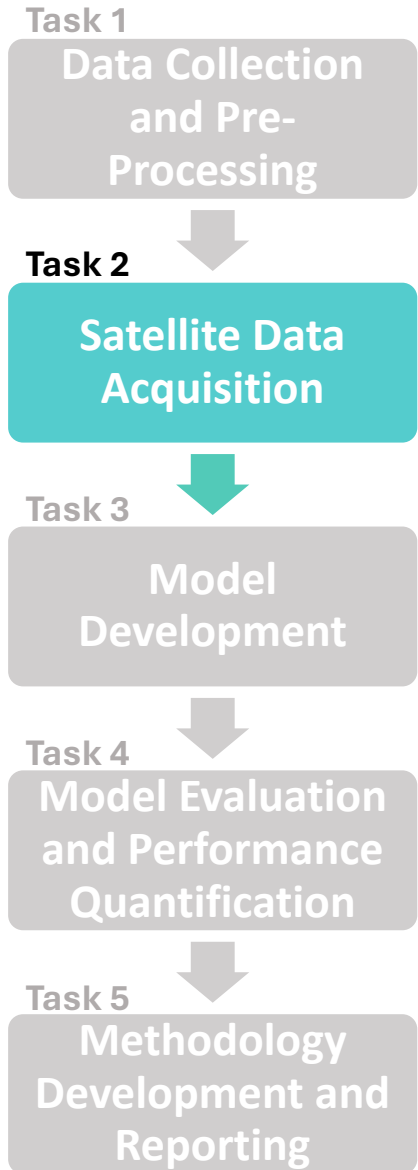 Task 1
Data Collection
and Pre-
Processing
Task 2
Satellite Data
Acquisition
Task 3
Model
Development
Task 4
Model Evaluation
and Performance
Quantification
Task 5
Methodology
Development and
Reporting